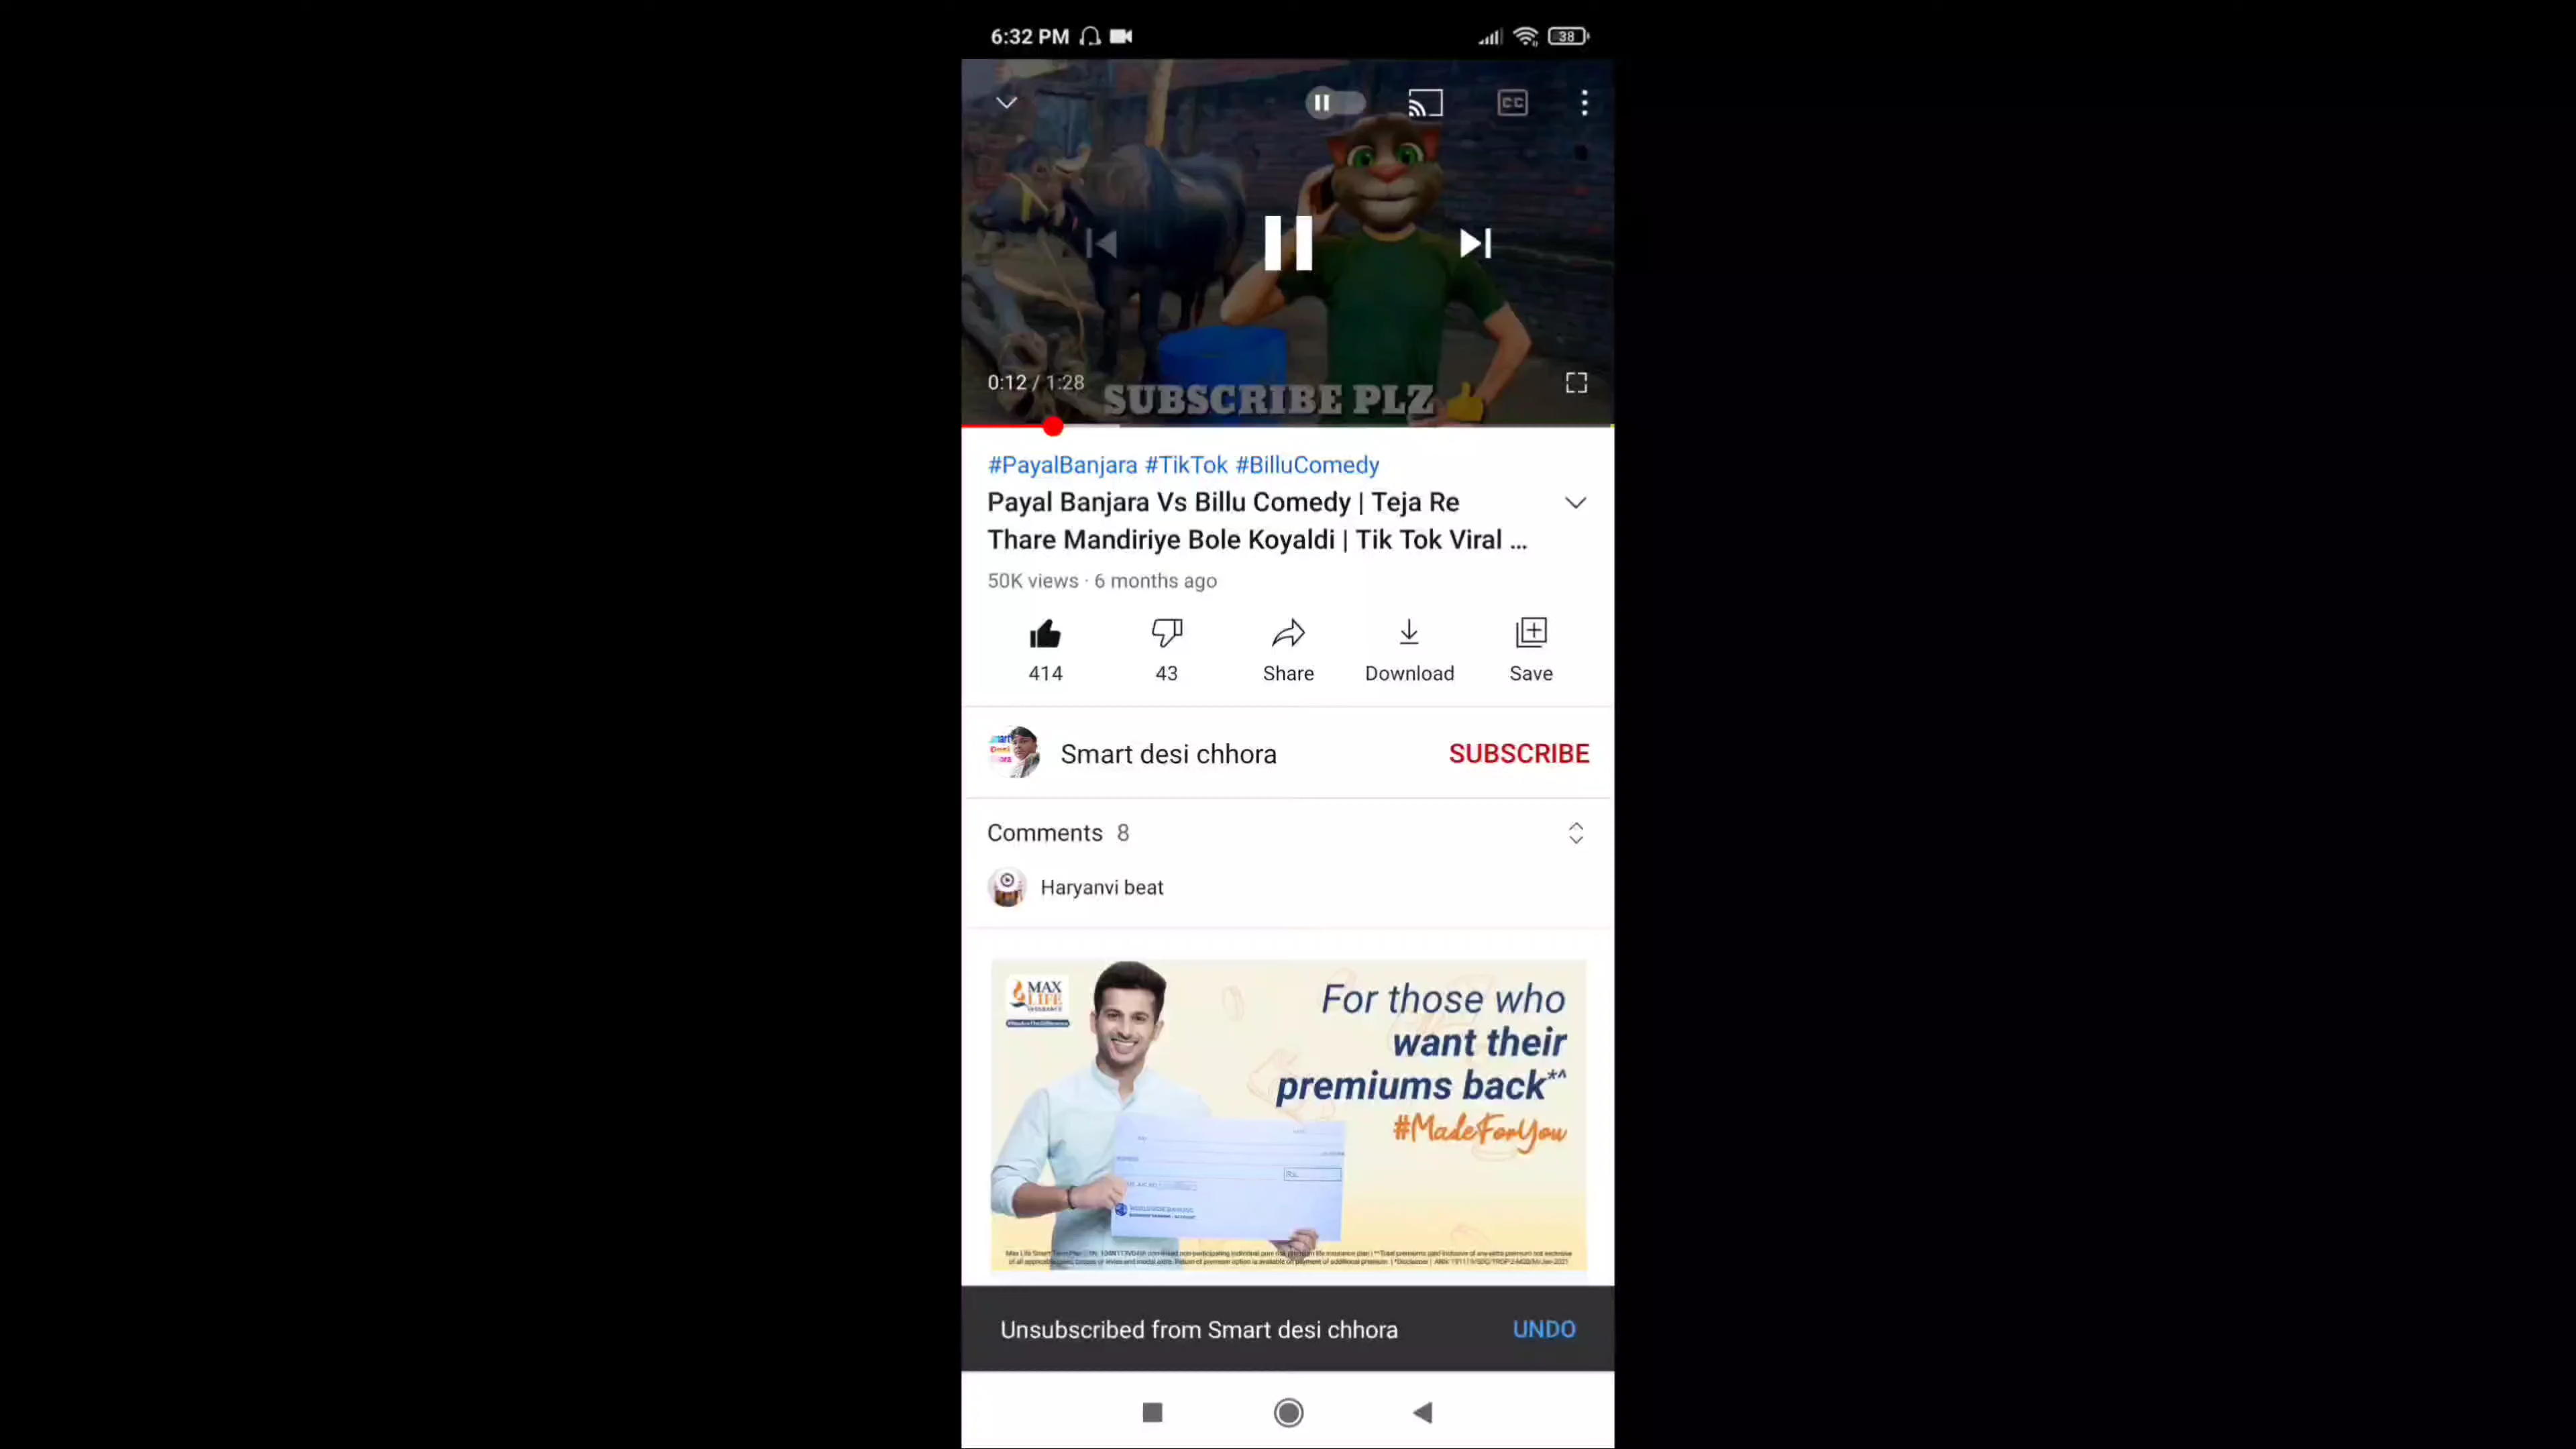 6:32 PM
38
CC
0:12 / 1:28
SUBSCRIBE PLZ
#PayalBanjara #TikTok #BilluComedy
Payal Banjara Vs Billu Comedy | Teja Re
Thare Mandiriye Bole Koyaldi | Tik Tok Viral ...
50K views · 6 months ago
414
43
Share
Download
Save
Smart desi chhora
SUBSCRIBE
Comments 8
Haryanvi beat
MAX
LIFE
INSURANCE
For those who
want their
premiums back*^
#MadeForYou
Unsubscribed from Smart desi chhora
UNDO